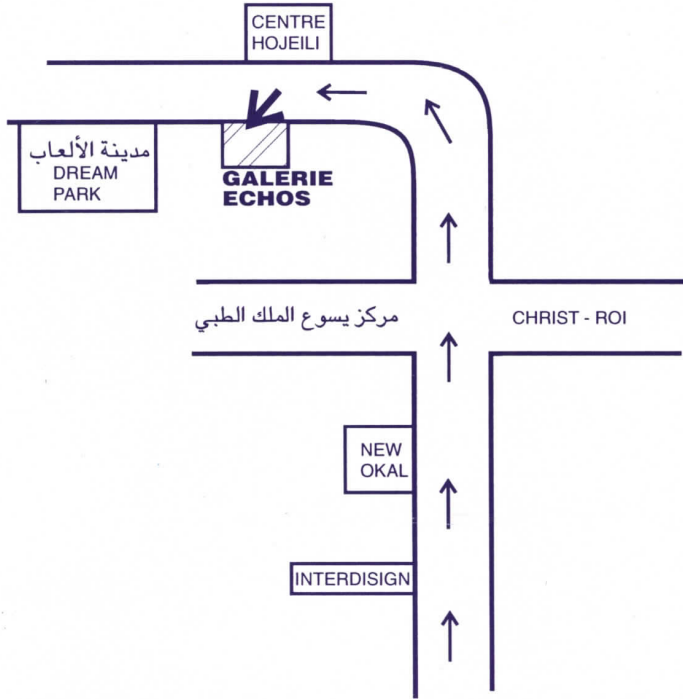 CENTRE
HOJEILI
مدينة الألعاب
DREAM
PARK
GALERIE
ECHOS
مركز يسوع الملك الطبي
CHRIST - ROI
NEW
OKAL
INTERDISIGN